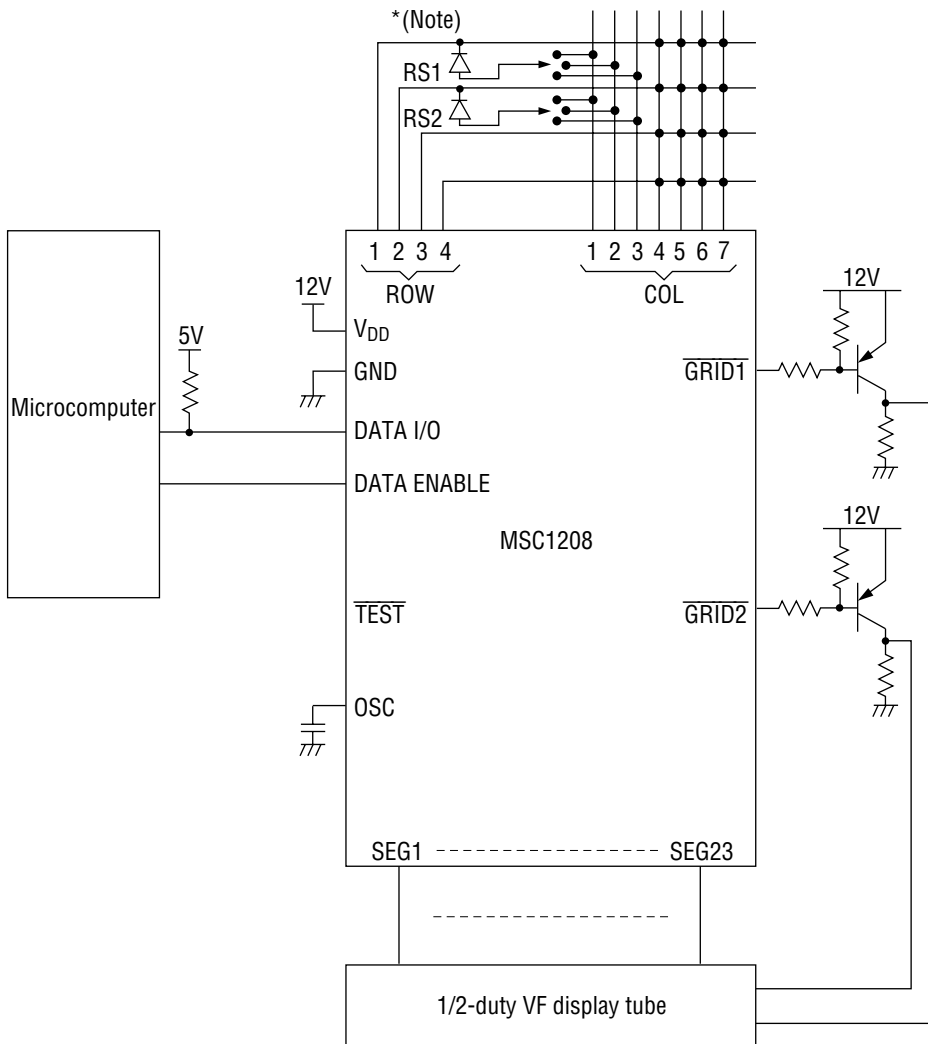 *(Note)
RS1
RS2
1 2 3 4
ROW
1 2 3 4 5 6 7
COL
12V
VDD
5V
GND
GRID1
12V
Microcomputer
DATA I/O
DATA ENABLE
MSC1208
12V
TEST
GRID2
OSC
SEG1
SEG23
1/2-duty VF display tube